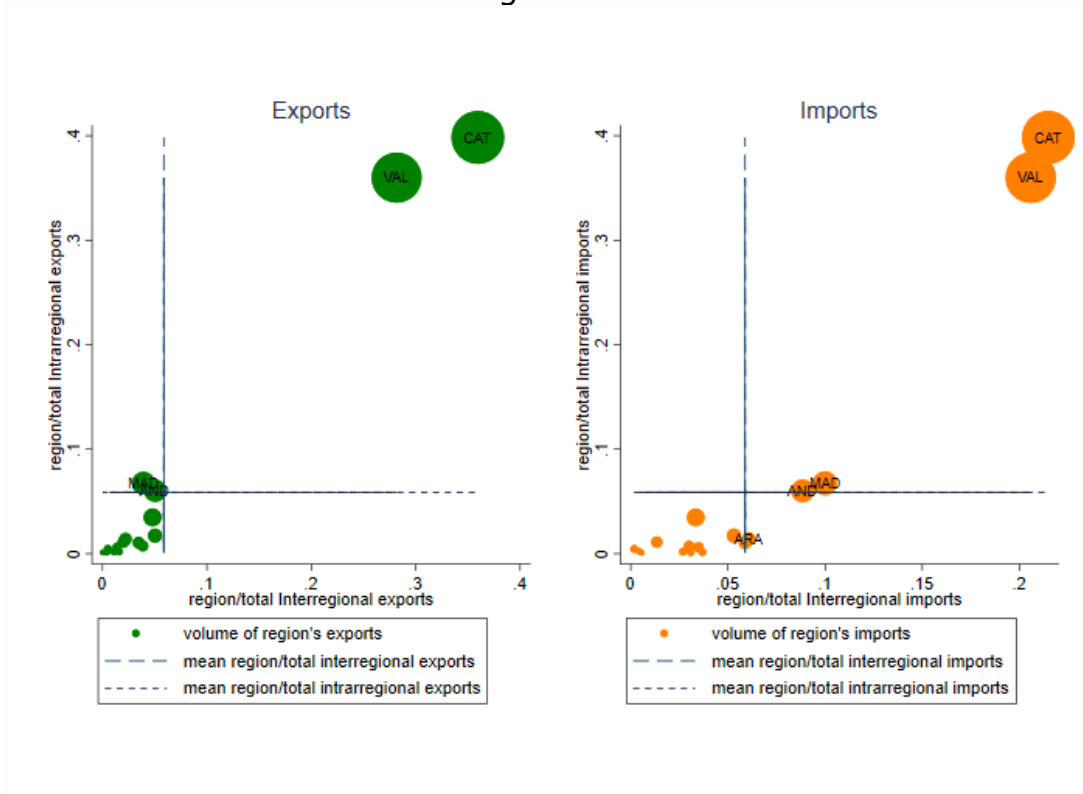 Exports
.4
.3
.2
.1
0
region/total Intrarregional exports
CAT
VAL
MAD
AND
0 .1 .2 .3 .4
region/total Interregional exports
volume of region's exports
mean region/total interregional exports
mean region/total intrarregional exports
Imports
.4
.3
.2
.1
0
region/total Intrarregional imports
CAT
VAL
AND
MAD
ARA
0 .05 .1 .15 .2
region/total Interregional imports
volume of region's imports
mean region/total interregional imports
mean region/total intrarregional imports